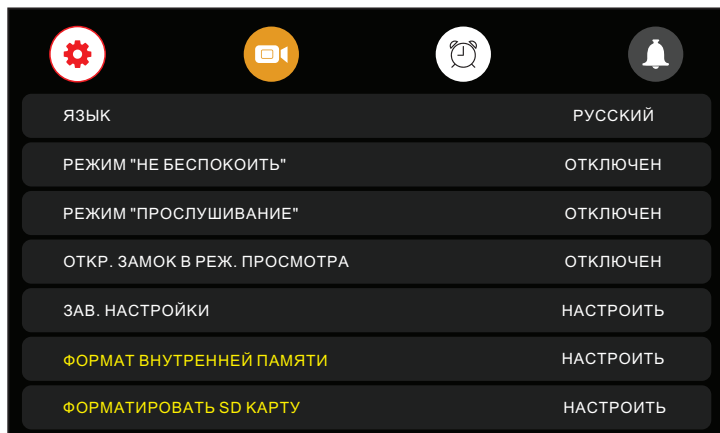 ЯЗЫК РУССКИЙ
РЕЖИМ "НЕ БЕСПОКОИТЬ" ОТКЛЮЧЕН
РЕЖИМ "ПРОСЛУШИВАНИЕ" ОТКЛЮЧЕН
ОТКР. ЗАМОК В РЕЖ. ПРОСМОТРА ОТКЛЮЧЕН
ЗАВ. НАСТРОЙКИ НАСТРОИТЬ
ФОРМАТ ВНУТРЕННЕЙ ПАМЯТИ НАСТРОИТЬ
ФОРМАТИРОВАТЬ SD КАРТУ НАСТРОИТЬ